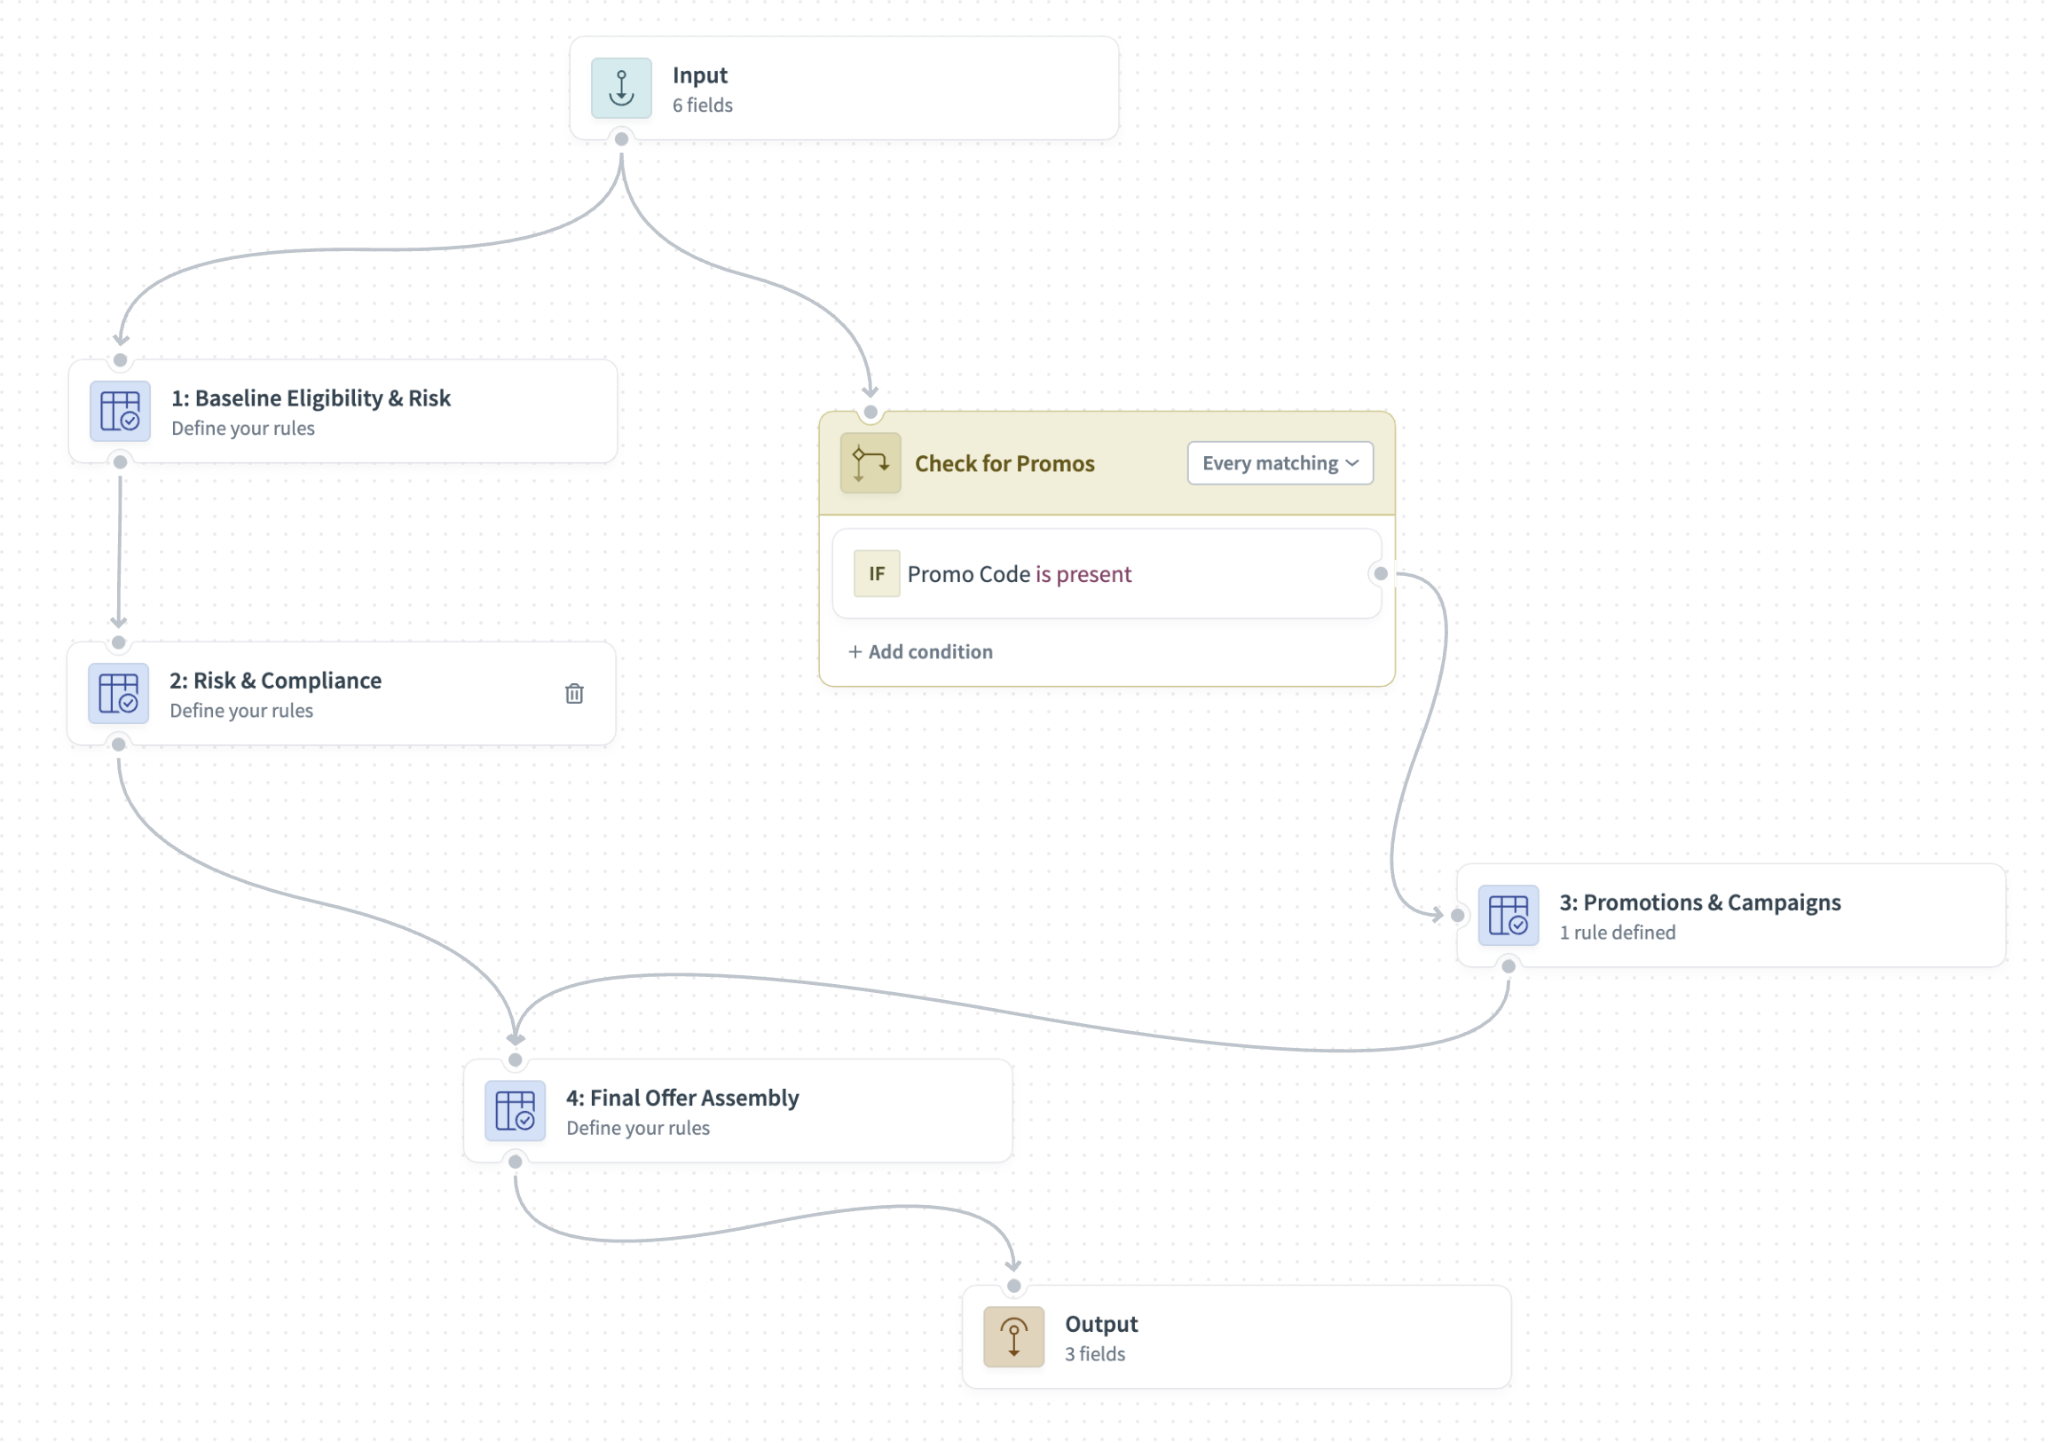 Input
6 fields
1: Baseline Eligibility & Risk
Define your rules
Check for Promos
Every matching
IF Promo Code is present
+ Add condition
2: Risk & Compliance
Define your rules
3: Promotions & Campaigns
1 rule defined
4: Final Offer Assembly
Define your rules
Output
3 fields